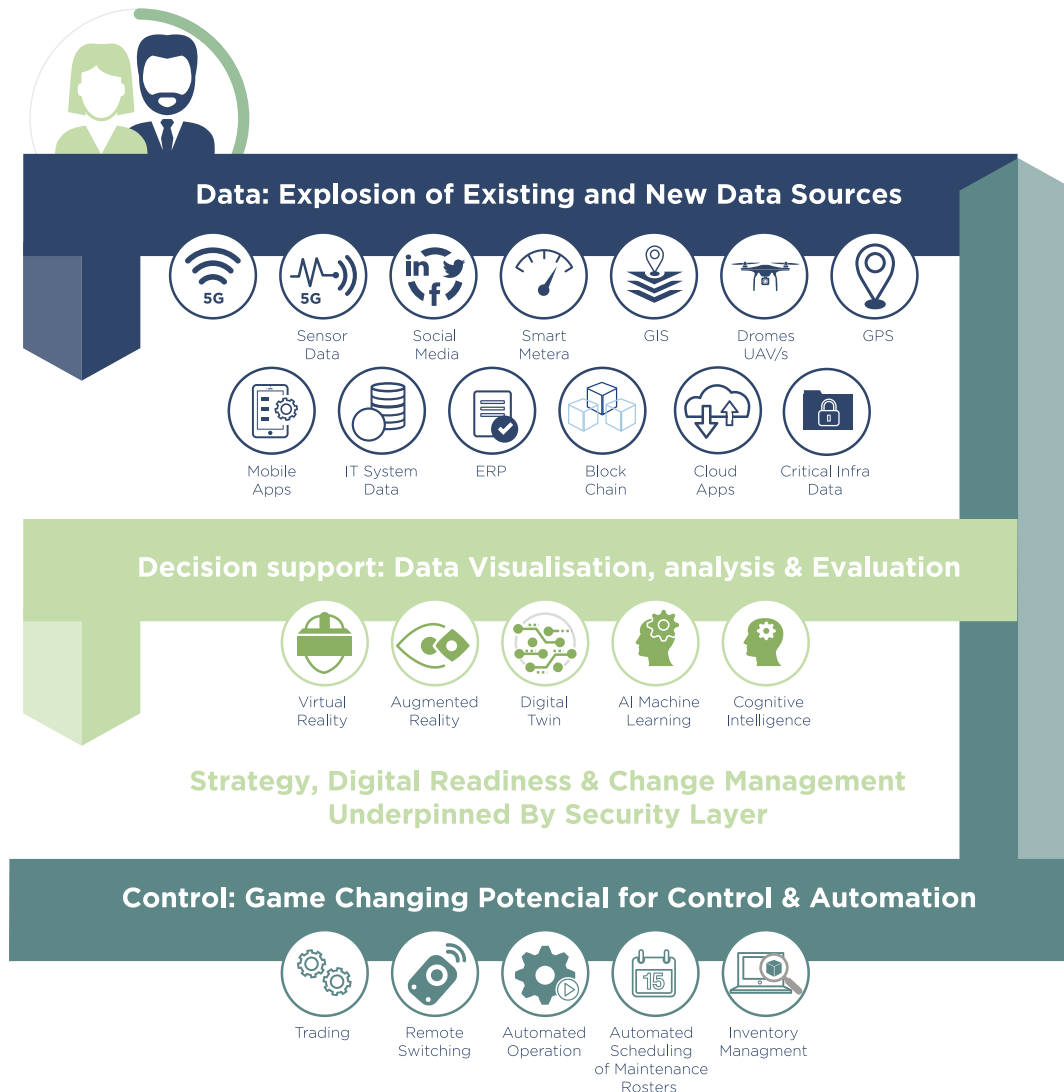 Data: Explosion of Existing and New Data Sources
5G
5G
in
f
Sensor
Data
Social
Media
Smart
Metera
GIS
Dromes
UAV/s
GPS
Mobile
Apps
IT System
Data
ERP
Block
Chain
Cloud
Apps
Critical Infra
Data
Decision support: Data Visualisation, analysis & Evaluation
Virtual
Reality
Augmented
Reality
Digital
Twin
AI Machine
Learning
Cognitive
Intelligence
Strategy, Digital Readiness & Change Management
Underpinned By Security Layer
Control: Game Changing Potencial for Control & Automation
15
Trading
Remote
Switching
Automated
Operation
Automated
Scheduling
of Maintenance
Rosters
Inventory
Managment